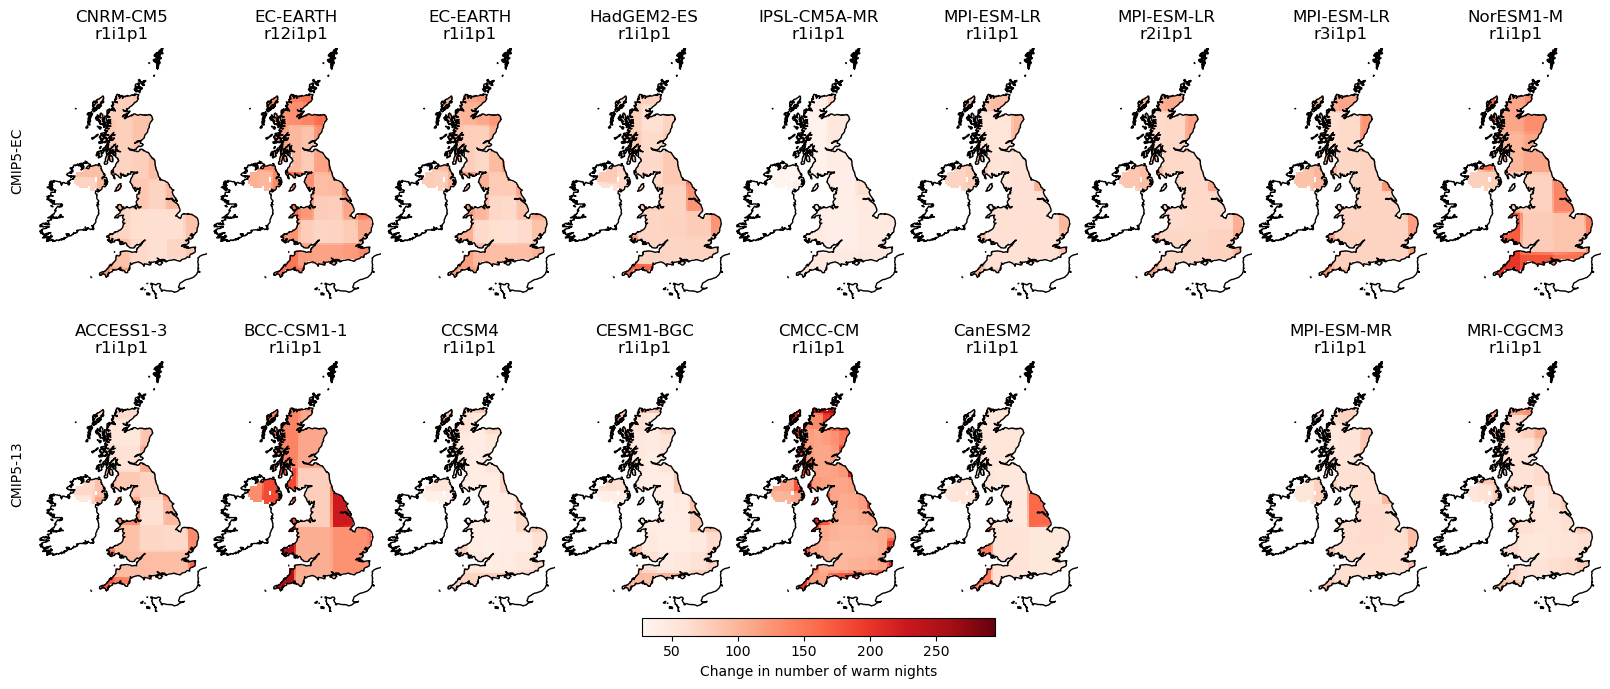 CNRM-CM5
r1i1p1
EC-EARTH
r12i1p1
EC-EARTH
r1i1p1
HadGEM2-ES
r1i1p1
IPSL-CM5A-MR
r1i1p1
MPI-ESM-LR
r1i1p1
MPI-ESM-LR
r2i1p1
MPI-ESM-LR
r3i1p1
NorESM1-M
r1i1p1
CMIP5-EC
ACCESS1-3
r1i1p1
BCC-CSM1-1
r1i1p1
CCSM4
r1i1p1
CESM1-BGC
r1i1p1
CMCC-CM
r1i1p1
CanESM2
r1i1p1
MPI-ESM-MR
r1i1p1
MRI-CGCM3
r1i1p1
CMIP5-13
50 100 150 200 250
Change in number of warm nights